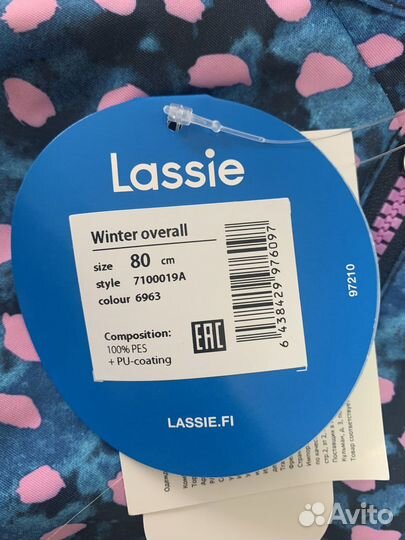 Lassie
Winter overall
size 80 cm
style 7100019A
colour 6963
Composition:
100% PES
+ PU-coating
EAC
6 438429 976097
97210
LASSIE.FI
Avito